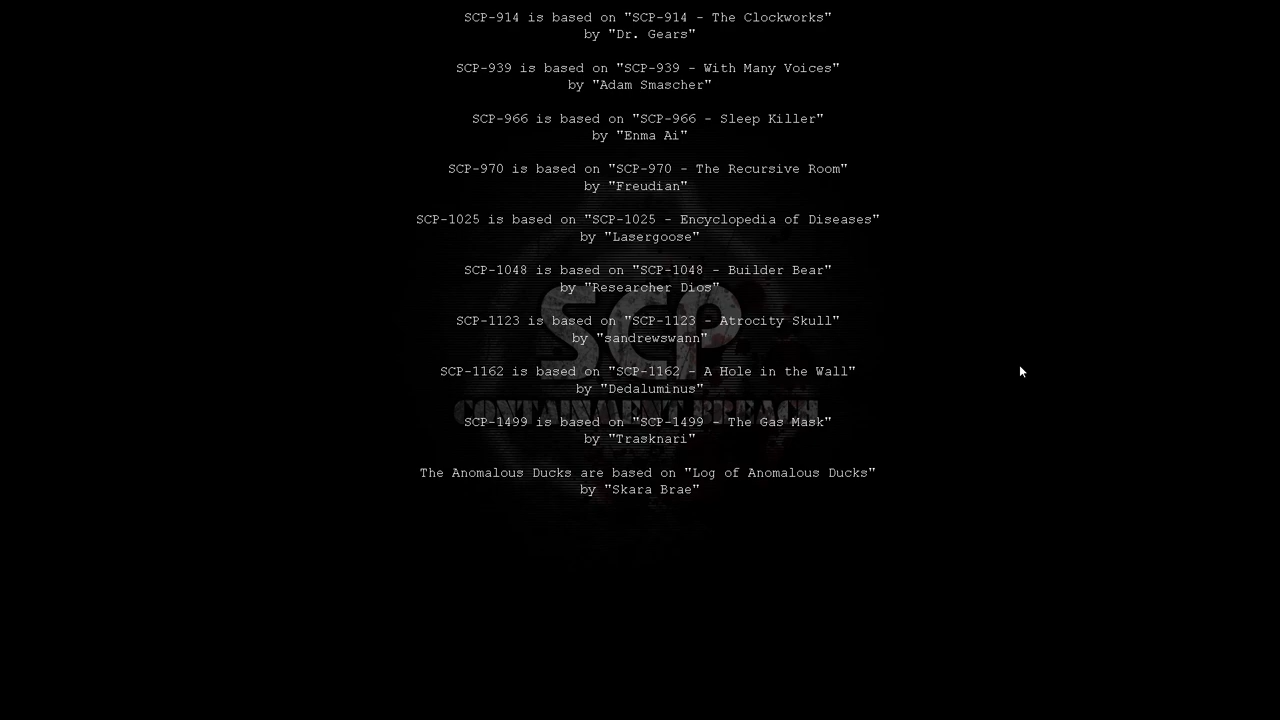 SCP-914 is based on "SCP-914 - The Clockworks"
by "Dr. Gears"
SCP-939 is based on "SCP-939 - With Many Voices"
by "Adam Smascher"
SCP-966 is based on "SCP-966 - Sleep Killer"
by "Enma Ai"
SCP-970 is based on "SCP-970 - The Recursive Room"
by "Freudian"
SCP-1025 is based on "SCP-1025 - Encyclopedia of Diseases"
by "Lasergoose"
SCP-1048 is based on "SCP-1048 - Builder Bear"
by "Researcher Dios"
SCP
SCP-1123 is based on "SCP-1123 - Atrocity Skull"
by "sandrewswann"
SCP-1162 is based on "SCP-1162 - A Hole in the Wall"
by "Dedaluminus"
CONTAINMENT BREACH
SCP-1499 is based on "SCP-1499 - The Gas Mask"
by "Trasknari"
The Anomalous Ducks are based on "Log of Anomalous Ducks"
by "Skara Brae"